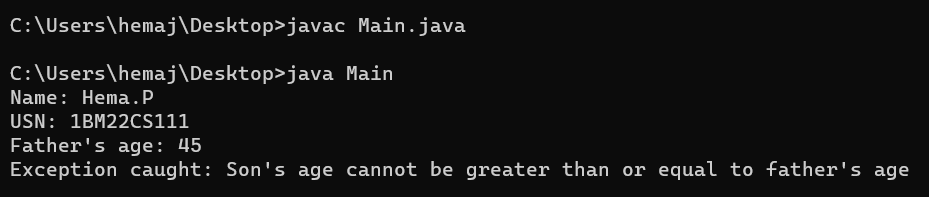 C:\Users\hemaj\Desktop>javac Main.java
C:\Users\hemaj\Desktop>java Main
Name: Hema.P
USN: 1BM22CS111
Father's age: 45
Exception caught: Son's age cannot be greater than or equal to father's age